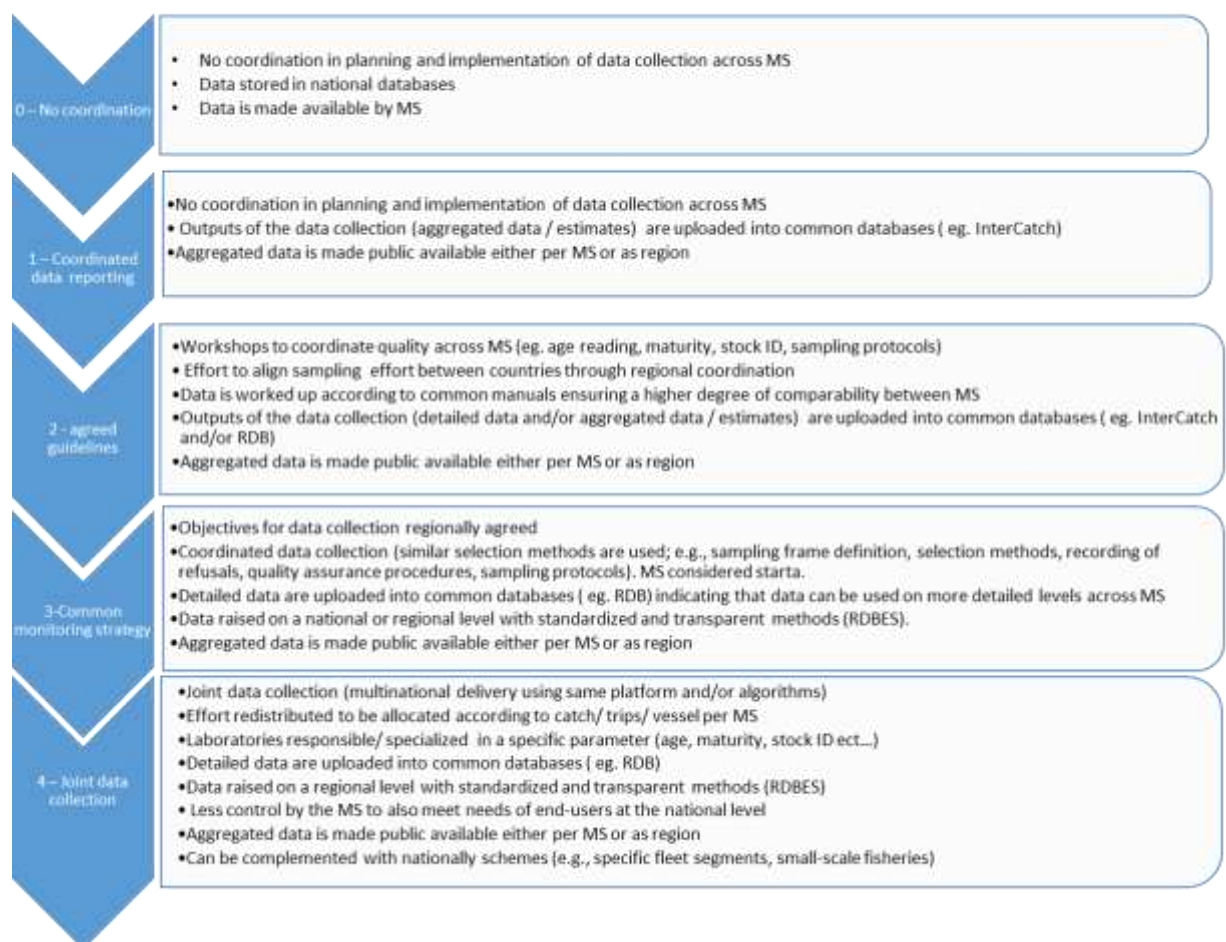 0 – No coordination
• No coordination in planning and implementation of data collection across MS
• Data stored in national databases
• Data is made available by MS
1 – Coordinated
data reporting
•No coordination in planning and implementation of data collection across MS
• Outputs of the data collection (aggregated data / estimates) are uploaded into common databases ( eg. InterCatch)
•Aggregated data is made public available either per MS or as region
2 - agreed
guidelines
•Workshops to coordinate quality across MS (eg. age reading, maturity, stock ID, sampling protocols)
• Effort to align sampling effort between countries through regional coordination
•Data is worked up according to common manuals ensuring a higher degree of comparability between MS
•Outputs of the data collection (detailed data and/or aggregated data / estimates) are uploaded into common databases ( eg. InterCatch
and/or RDB)
•Aggregated data is made public available either per MS or as region
3-Common
monitoring strategy
•Objectives for data collection regionally agreed
•Coordinated data collection (similar selection methods are used; e.g., sampling frame definition, selection methods, recording of
refusals, quality assurance procedures, sampling protocols). MS considered starta.
•Detailed data are uploaded into common databases ( eg. RDB) indicating that data can be used on more detailed levels across MS
•Data raised on a national or regional level with standardized and transparent methods (RDBES).
•Aggregated data is made public available either per MS or as region
4 – Joint data
collection
•Joint data collection (multinational delivery using same platform and/or algorithms)
•Effort redistributed to be allocated according to catch/ trips/ vessel per MS
•Laboratories responsible/ specialized in a specific parameter (age, maturity, stock ID ect...)
•Detailed data are uploaded into common databases ( eg. RDB)
•Data raised on a regional level with standardized and transparent methods (RDBES)
• Less control by the MS to also meet needs of end-users at the national level
•Aggregated data is made public available either per MS or as region
•Can be complemented with nationally schemes (e.g., specific fleet segments, small-scale fisheries)